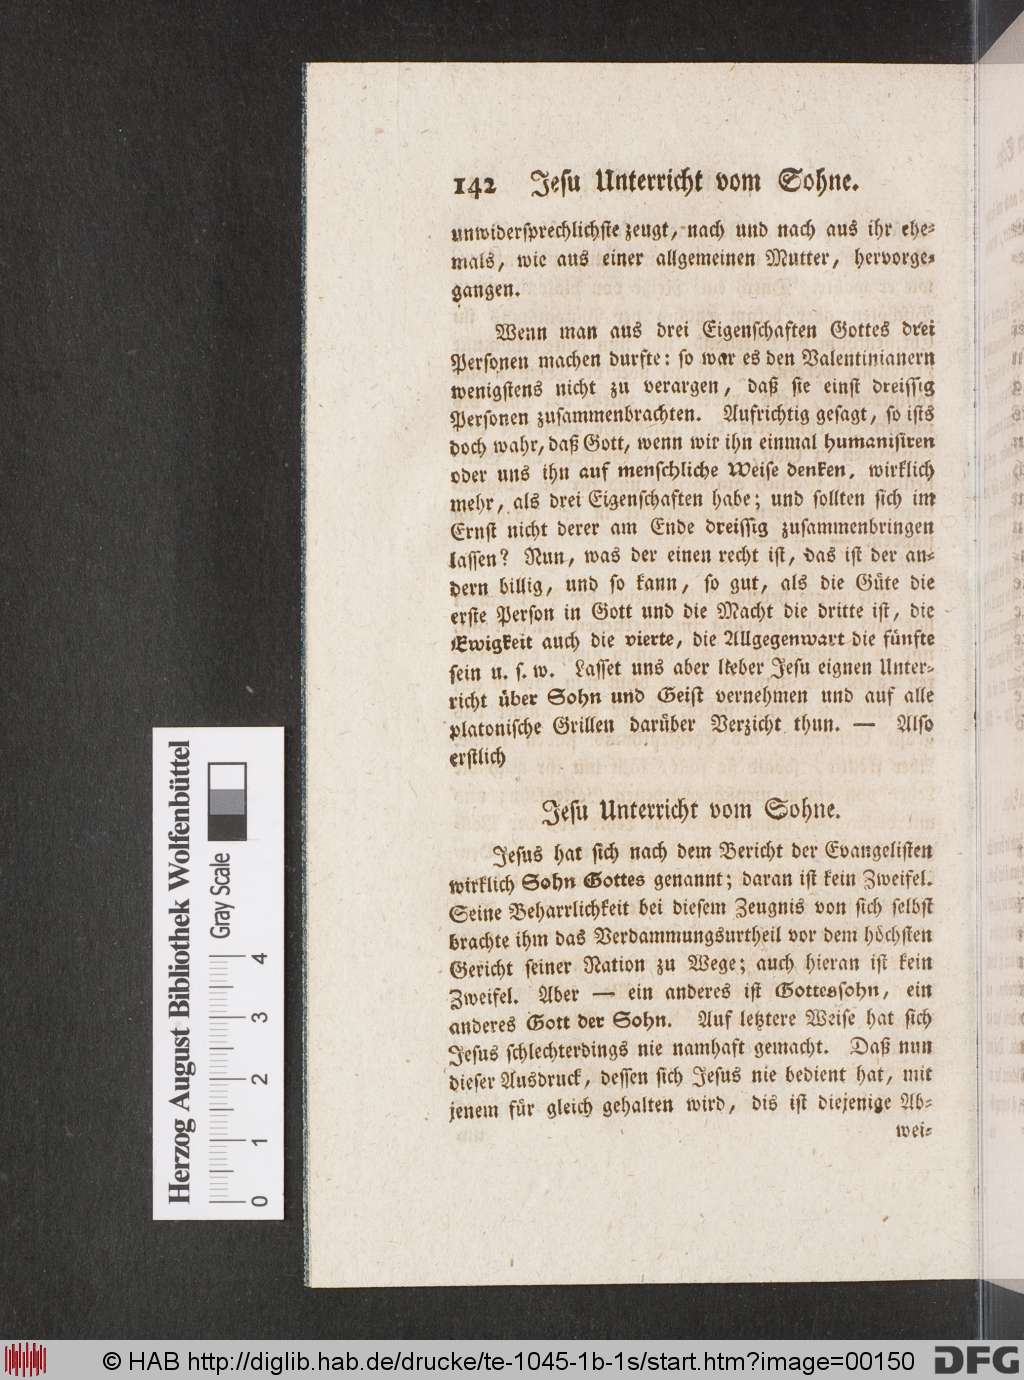 142 Jesu Unterricht vom Sohne.
unwidersprechlichste zeugt, nach und nach aus ihr ehe-
mals, wie aus einer allgemeinen Mutter, hervorge-
gangen.
Wenn man aus drei Eigenschaften Gottes drei
Personen machen durfte: so war es den Valentinianern
wenigstens nicht zu verargen, daß sie einst dreissig
Personen zusammenbrachten. Aufrichtig gesagt, so ists
doch wahr, daß Gott, wenn wir ihn einmal humanisiren
oder uns ihn auf menschliche Weise denken, wirklich
mehr, als drei Eigenschaften habe; und sollten sich im
Ernst nicht derer am Ende dreissig zusammenbringen
lassen? Nun, was der einen recht ist, das ist der an-
dern billig, und so kann, so gut, als die Güte die
erste Person in Gott und die Macht die dritte ist, die
Ewigkeit auch die vierte, die Allgegenwart die fünfte
sein u. s. w. Lasset uns aber lieber Jesu eignen Unter-
richt über Sohn und Geist vernehmen und auf alle
platonische Grillen darüber Verzicht thun. — Also
erstlich
Jesu Unterricht vom Sohne.
Jesus hat sich nach dem Bericht der Evangelisten
wirklich Sohn Gottes genannt; daran ist kein Zweifel.
Seine Beharrlichkeit bei diesem Zeugnis von sich selbst
brachte ihm das Verdammungsurtheil vor dem höchsten
Gericht seiner Nation zu Wege; auch hieran ist kein
Zweifel. Aber — ein anderes ist Gottessohn, ein
anderes Gott der Sohn. Auf letztere Weise hat sich
Jesus schlechterdings nie namhaft gemacht. Daß nun
dieser Ausdruck, dessen sich Jesus nie bedient hat, mit
jenem für gleich gehalten wird, dis ist diejenige Ab-
wei-
Herzog August Bibliothek Wolfenbüttel
Gray Scale
0 1 2 3 4
© HAB http://diglib.hab.de/drucke/te-1045-1b-1s/start.htm?image=00150
DFG